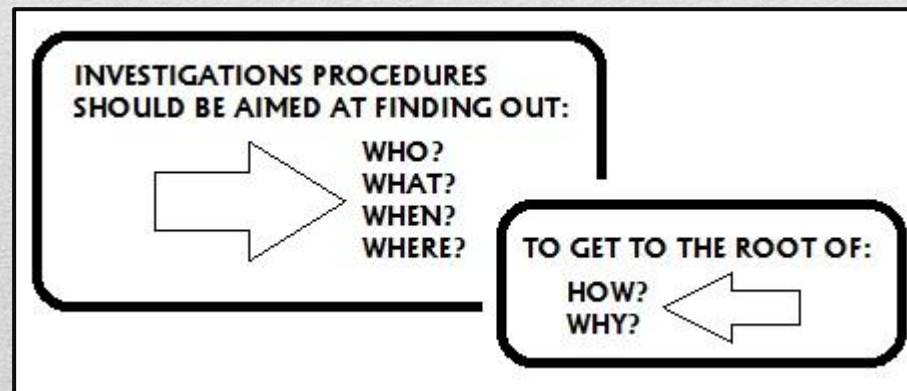 INVESTIGATIONS PROCEDURES
SHOULD BE AIMED AT FINDING OUT:
WHO?
WHAT?
WHEN?
WHERE?
TO GET TO THE ROOT OF:
HOW?
WHY?